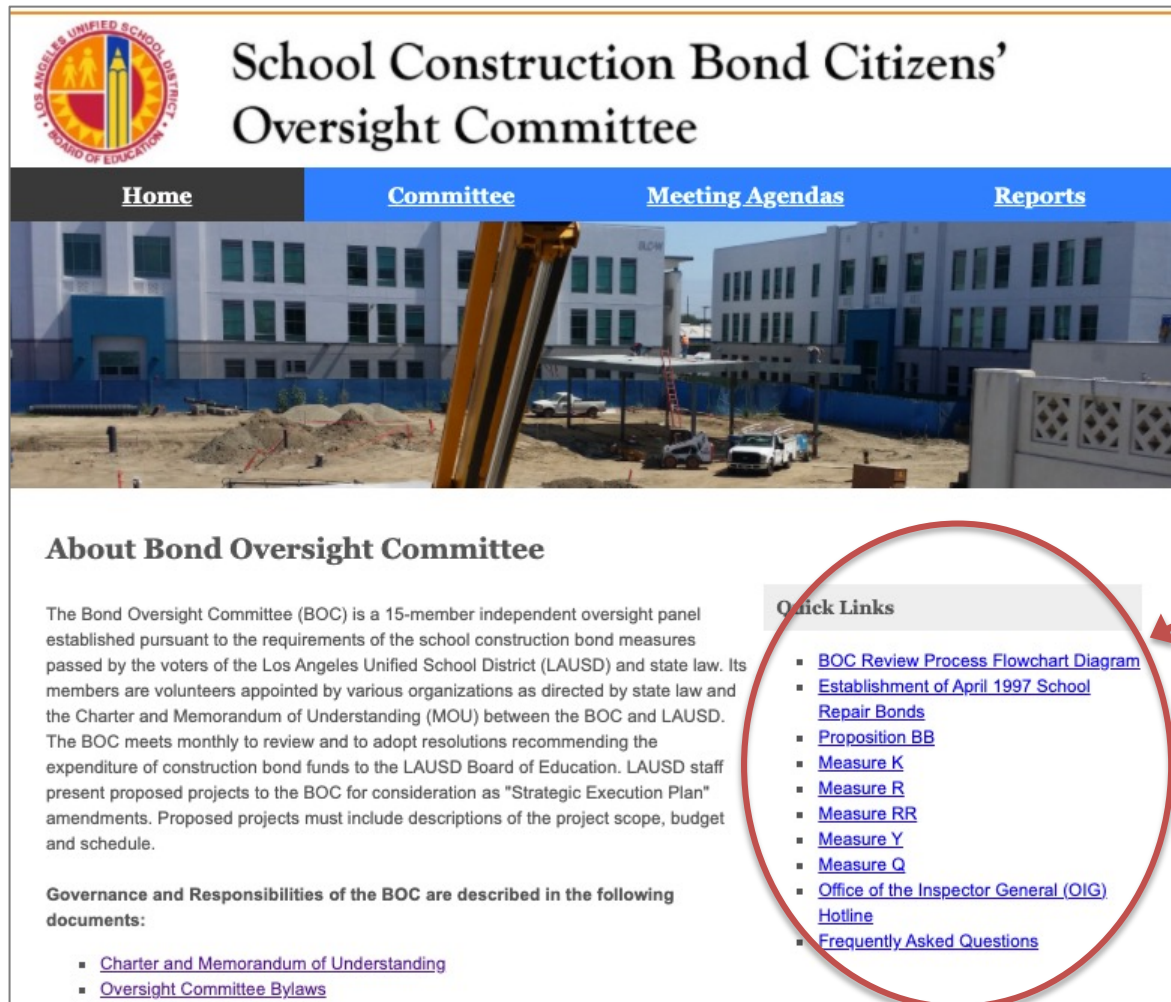 LOS ANGELES UNIFIED SCHOOL DISTRICT
BOARD OF EDUCATION
School Construction Bond Citizens'
Oversight Committee
Home
Committee
Meeting Agendas
Reports
About Bond Oversight Committee
The Bond Oversight Committee (BOC) is a 15-member independent oversight panel
established pursuant to the requirements of the school construction bond measures
passed by the voters of the Los Angeles Unified School District (LAUSD) and state law. Its
members are volunteers appointed by various organizations as directed by state law and
the Charter and Memorandum of Understanding (MOU) between the BOC and LAUSD.
The BOC meets monthly to review and to adopt resolutions recommending the
expenditure of construction bond funds to the LAUSD Board of Education. LAUSD staff
present proposed projects to the BOC for consideration as "Strategic Execution Plan"
amendments. Proposed projects must include descriptions of the project scope, budget
and schedule.
Governance and Responsibilities of the BOC are described in the following
documents:
Charter and Memorandum of Understanding
Oversight Committee Bylaws
Quick Links
BOC Review Process Flowchart Diagram
Establishment of April 1997 School
Repair Bonds
Proposition BB
Measure K
Measure R
Measure RR
Measure Y
Measure Q
Office of the Inspector General (OIG)
Hotline
Frequently Asked Questions